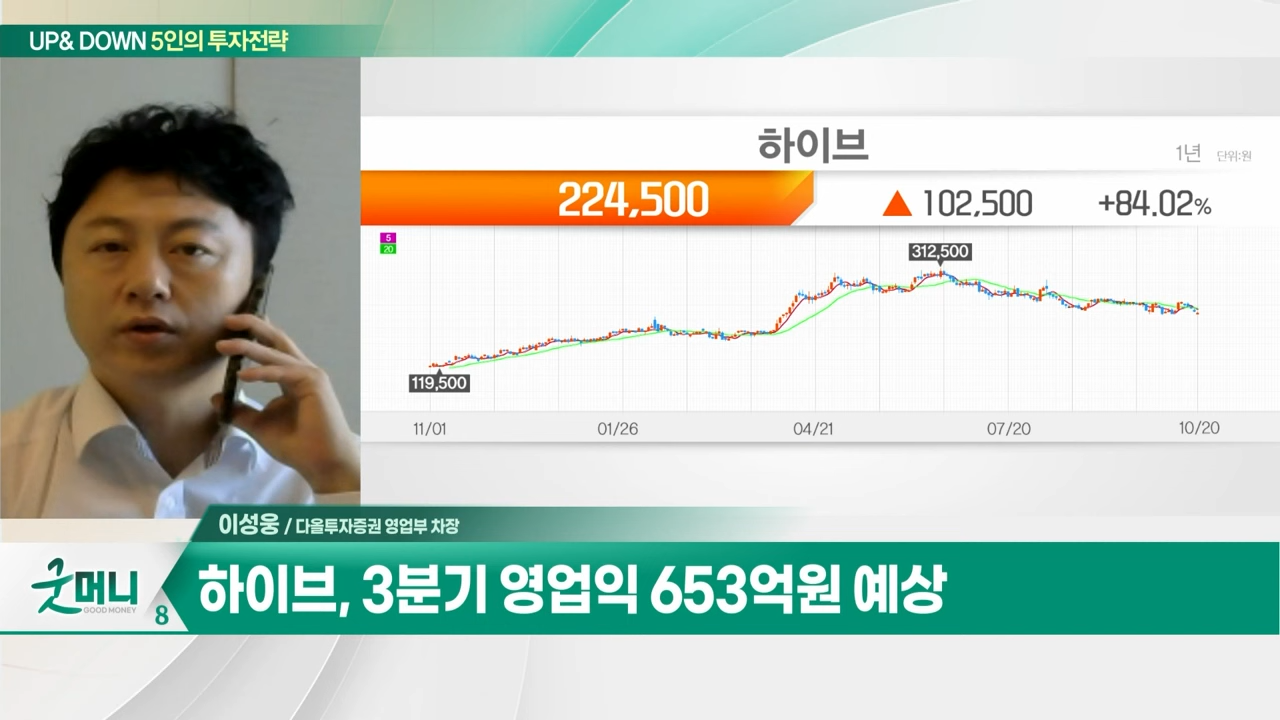 UP& DOWN 5인의 투자전략
하이브
1년 단위:원
224,500 ▲ 102,500 +84.02%
5
20
312,500
119,500
11/01 01/26 04/21 07/20 10/20
이성웅 / 다올투자증권 영업부 차장
굿머니
GOOD MONEY
8
하이브, 3분기 영업익 653억원 예상